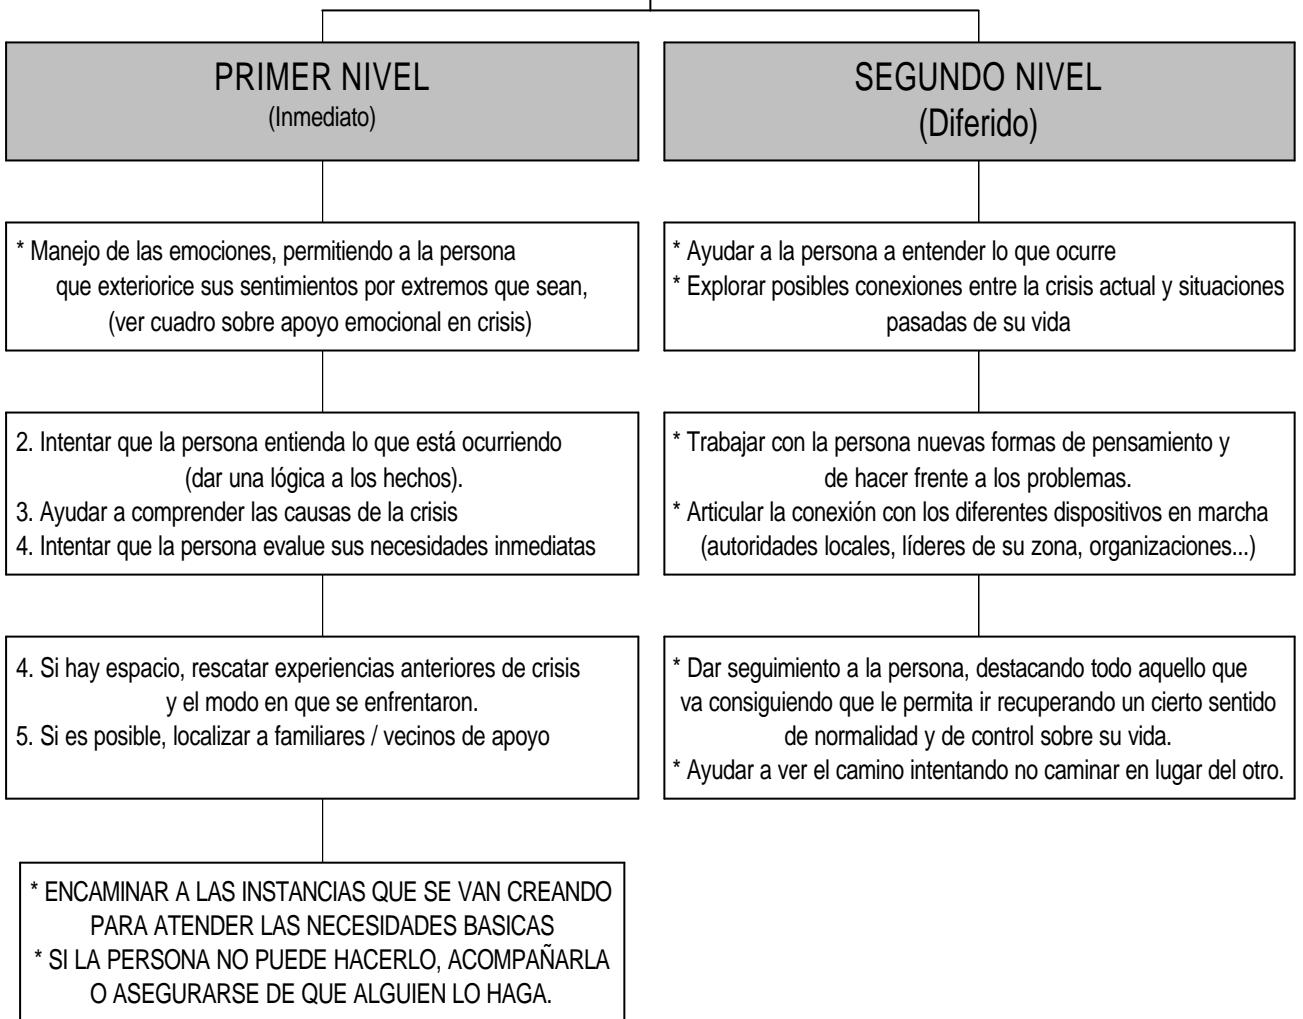 PRIMER NIVEL
(Inmediato)
* Manejo de las emociones, permitiendo a la persona
que exteriorice sus sentimientos por extremos que sean,
(ver cuadro sobre apoyo emocional en crisis)
2. Intentar que la persona entienda lo que está ocurriendo
(dar una lógica a los hechos).
3. Ayudar a comprender las causas de la crisis
4. Intentar que la persona evalue sus necesidades inmediatas
4. Si hay espacio, rescatar experiencias anteriores de crisis
y el modo en que se enfrentaron.
5. Si es posible, localizar a familiares / vecinos de apoyo
* ENCAMINAR A LAS INSTANCIAS QUE SE VAN CREANDO
PARA ATENDER LAS NECESIDADES BASICAS
* SI LA PERSONA NO PUEDE HACERLO, ACOMPAÑARLA
O ASEGURARSE DE QUE ALGUIEN LO HAGA.
SEGUNDO NIVEL
(Diferido)
* Ayudar a la persona a entender lo que ocurre
* Explorar posibles conexiones entre la crisis actual y situaciones
pasadas de su vida
* Trabajar con la persona nuevas formas de pensamiento y
de hacer frente a los problemas.
* Articular la conexión con los diferentes dispositivos en marcha
(autoridades locales, líderes de su zona, organizaciones...)
* Dar seguimiento a la persona, destacando todo aquello que
va consiguiendo que le permita ir recuperando un cierto sentido
de normalidad y de control sobre su vida.
* Ayudar a ver el camino intentando no caminar en lugar del otro.